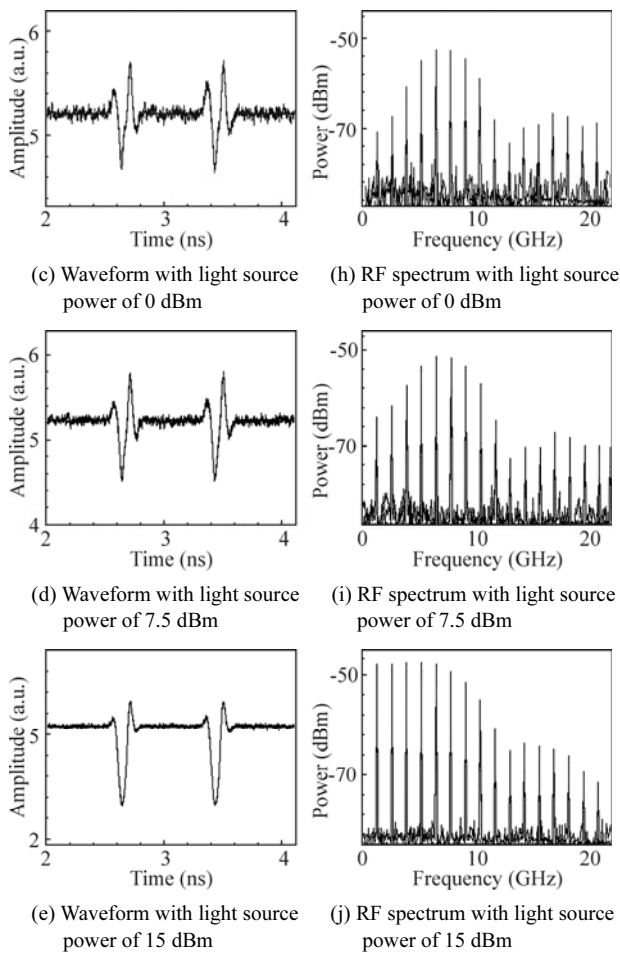 Amplitude (a.u.)
6
5
2
3
4
Time (ns)
(c) Waveform with light source
power of 0 dBm
Power (dBm)
-50
-70
0
10
20
Frequency (GHz)
(h) RF spectrum with light source
power of 0 dBm
Amplitude (a.u.)
6
5
4
2
3
4
Time (ns)
(d) Waveform with light source
power of 7.5 dBm
Power (dBm)
-50
-70
0
10
20
Frequency (GHz)
(i) RF spectrum with light source
power of 7.5 dBm
Amplitude (a.u.)
5
2
2
3
4
Time (ns)
(e) Waveform with light source
power of 15 dBm
Power (dBm)
-50
-70
0
10
20
Frequency (GHz)
(j) RF spectrum with light source
power of 15 dBm